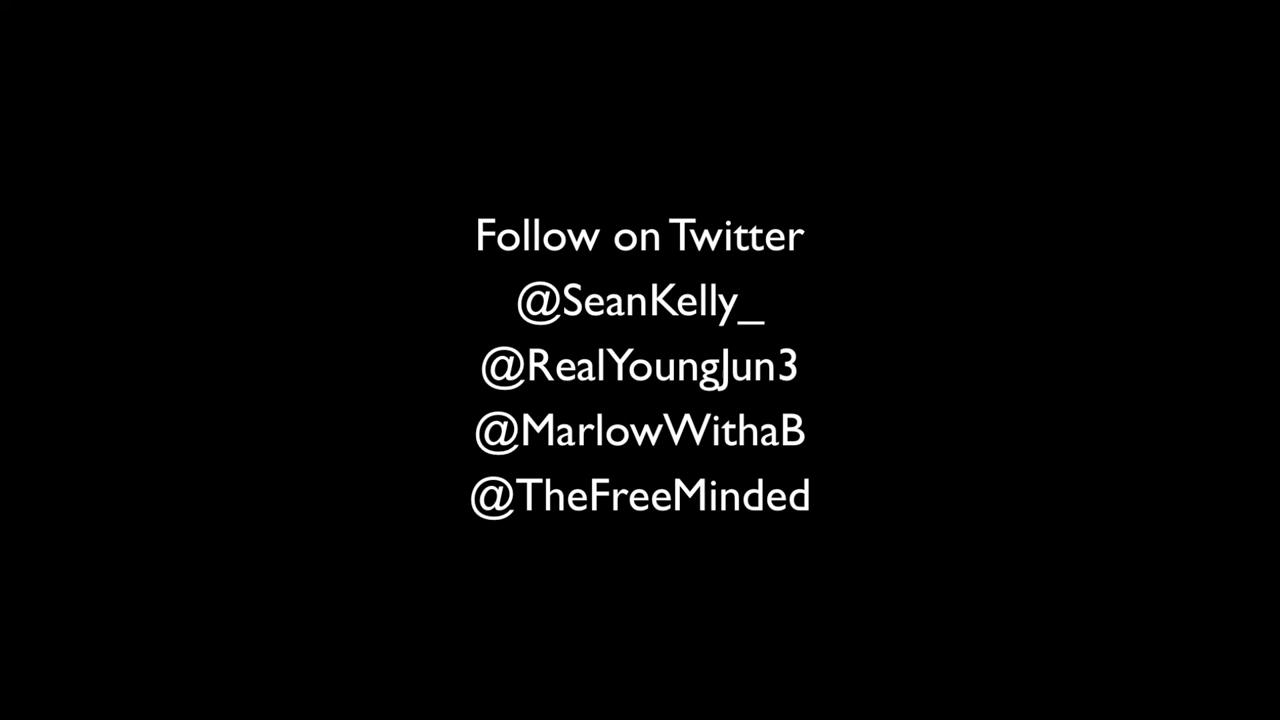 Follow on Twitter
@SeanKelly_
@RealYoungJun3
@MarlowWithaB
@TheFreeMinded